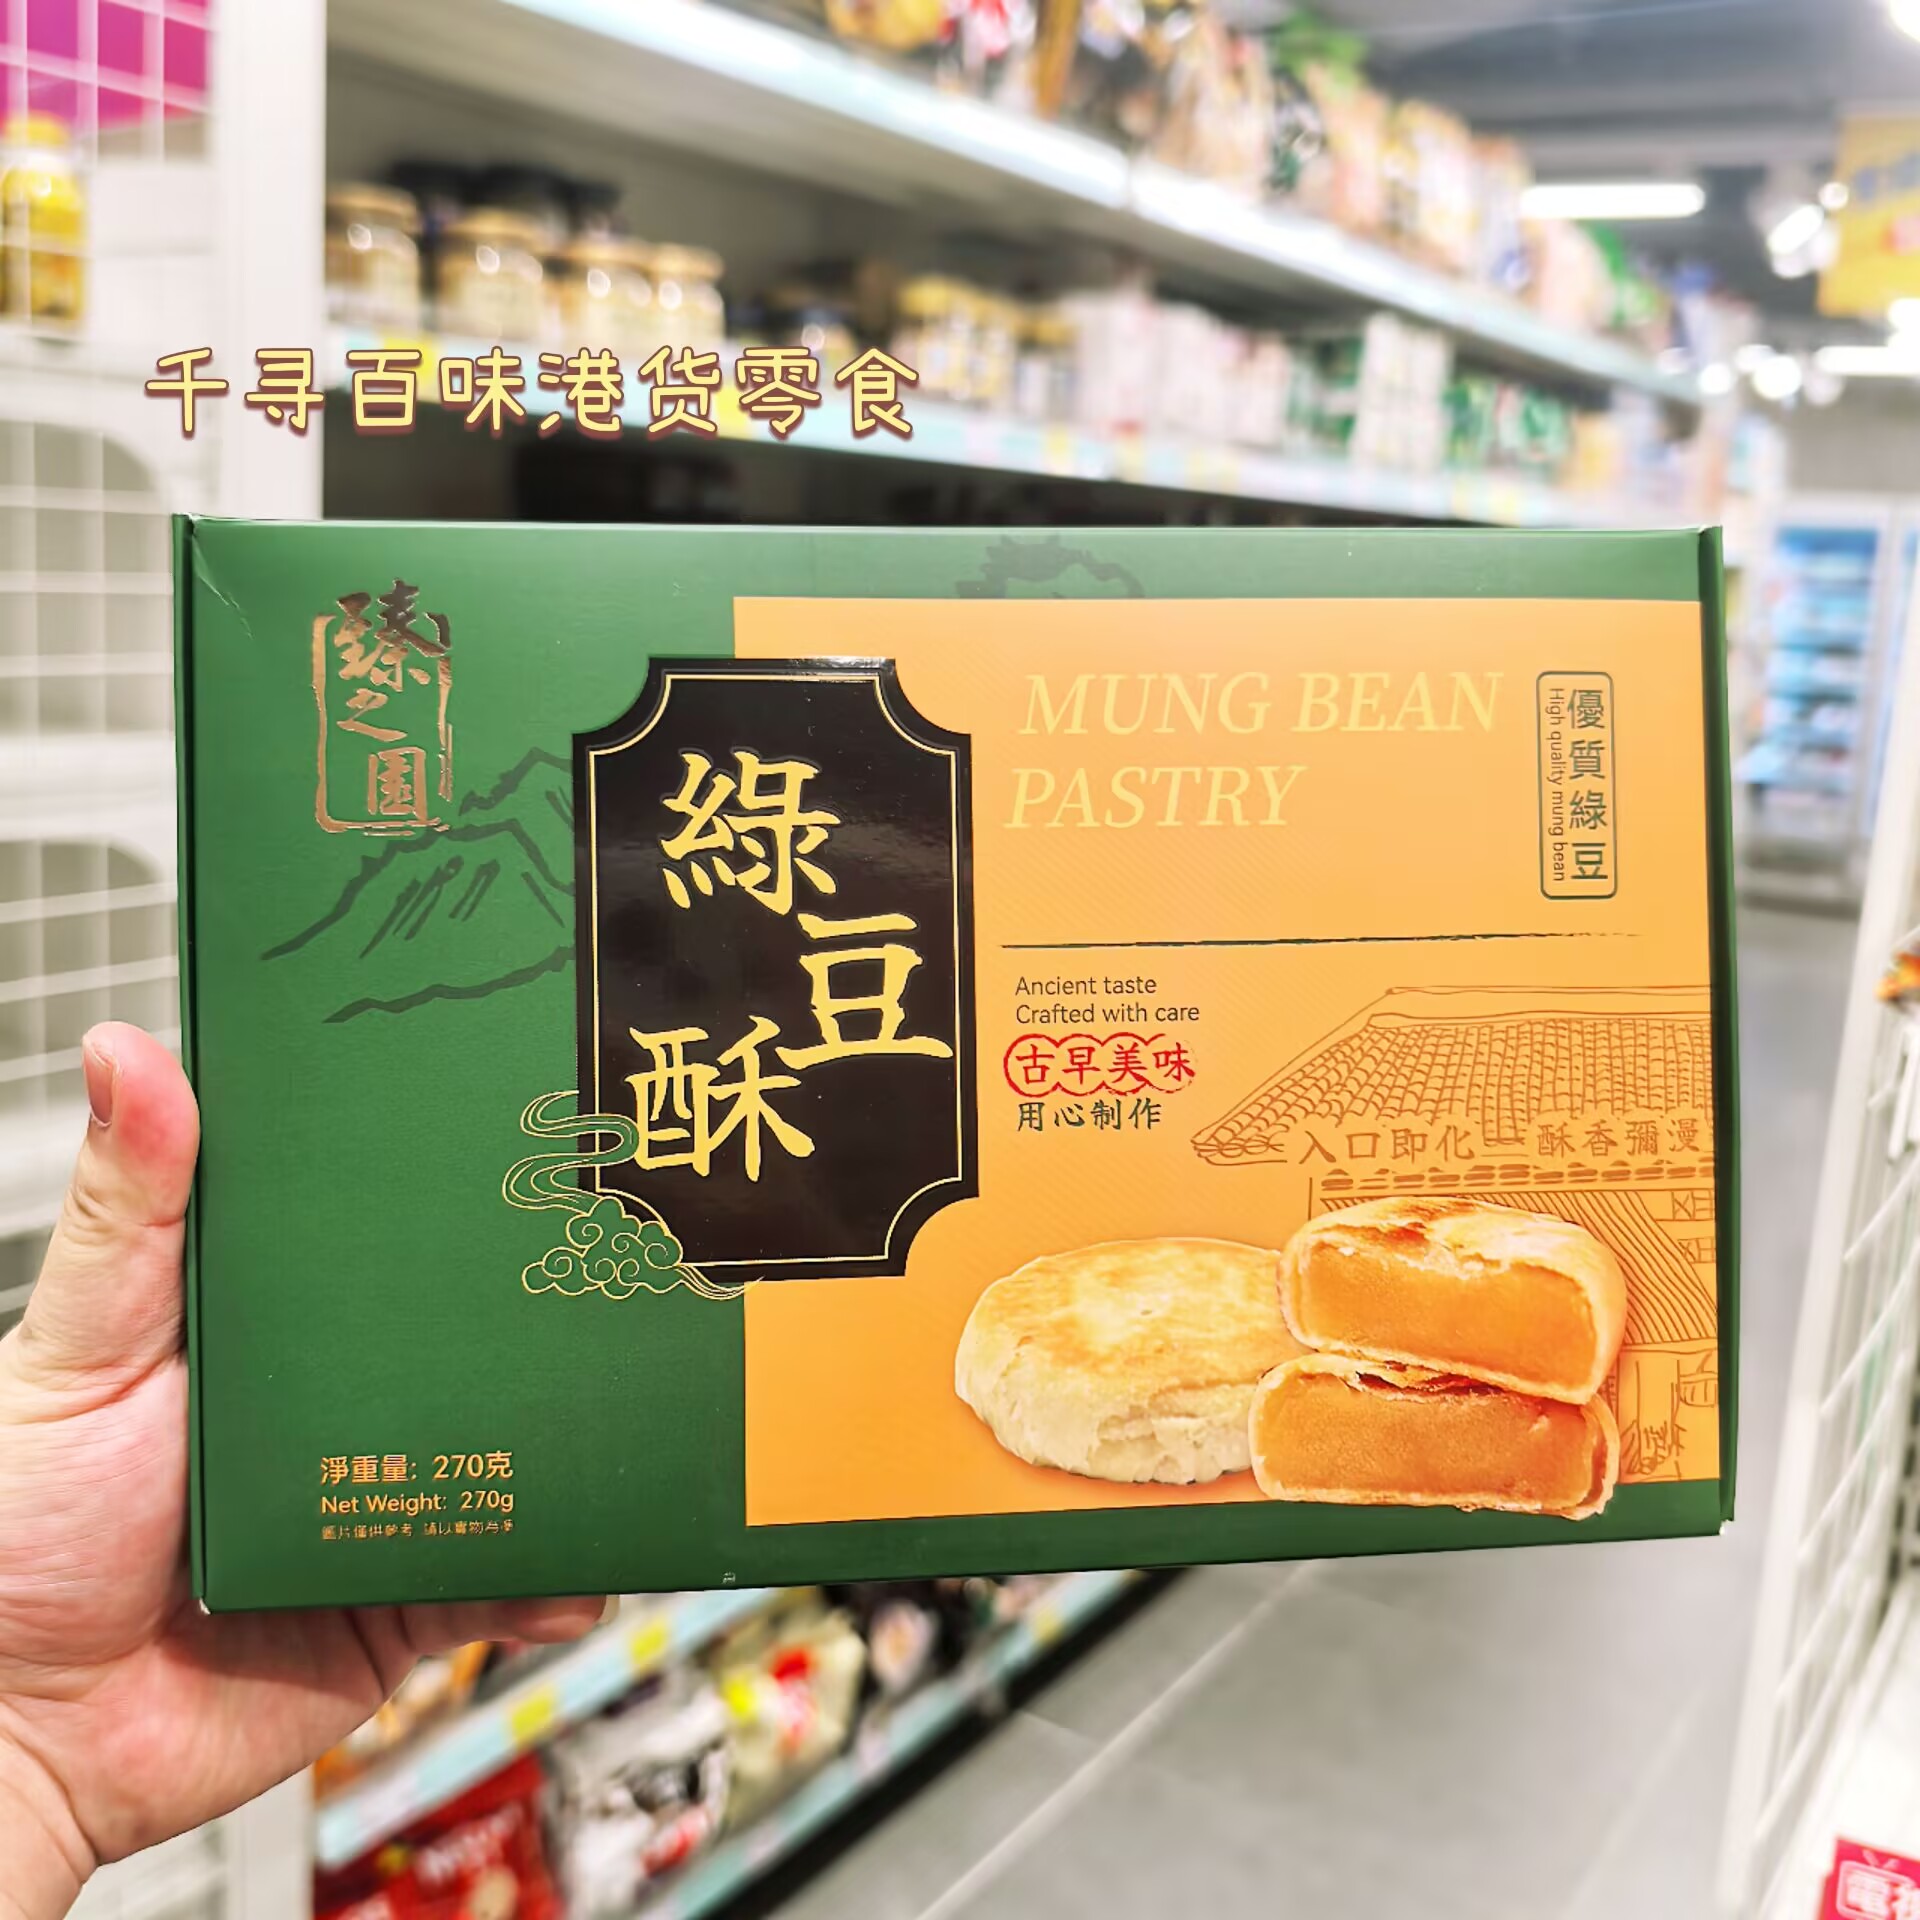 千寻百味港货零食
臻之園
綠豆酥
MUNG BEAN
PASTRY
優質綠豆
High quality mung bean
Ancient taste
Crafted with care
古早美味
用心制作
入口即化 酥香彌漫
淨重量: 270克
Net Weight: 270g
圖片僅供參考 請以實物為準